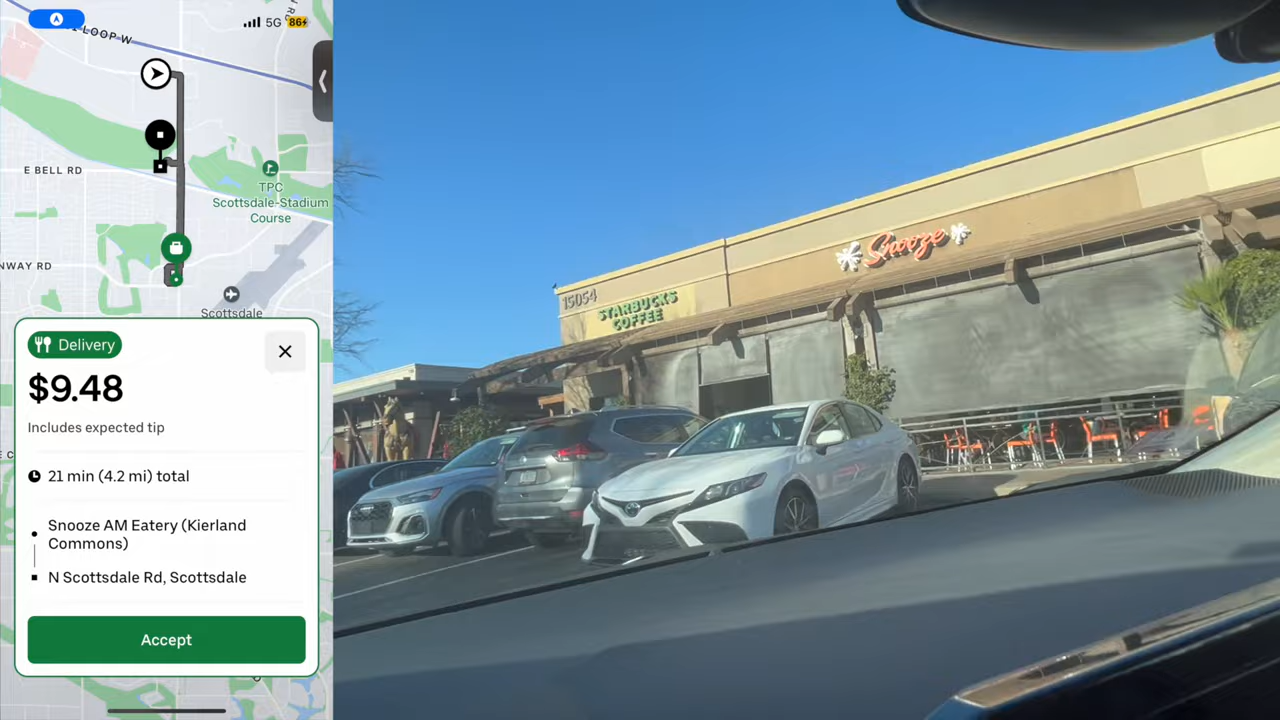 LOOP W
5G 86
E BELL RD
TPC
Scottsdale-Stadium
Course
NWAY RD
Scottsdale
Delivery
$9.48
Includes expected tip
21 min (4.2 mi) total
Snooze AM Eatery (Kierland
Commons)
N Scottsdale Rd, Scottsdale
Accept
15054
STARBUCKS
COFFEE
Snooze